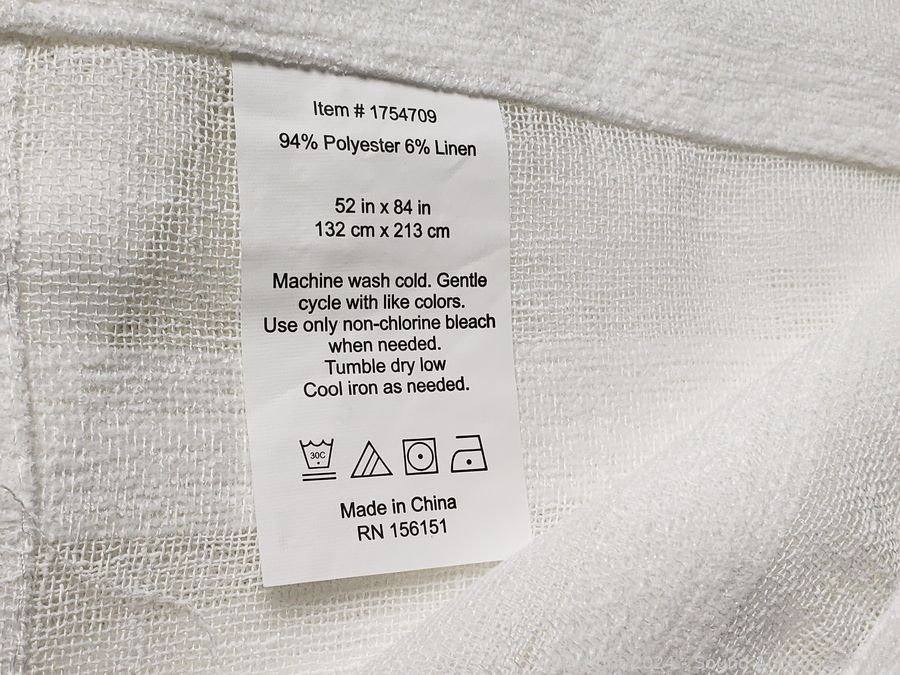 Item # 1754709
94% Polyester 6% Linen
52 in x 84 in
132 cm x 213 cm
Machine wash cold. Gentle
cycle with like colors.
Use only non-chlorine bleach
when needed.
Tumble dry low
Cool iron as needed.
30C
Made in China
RN 156151
2024 - Sound